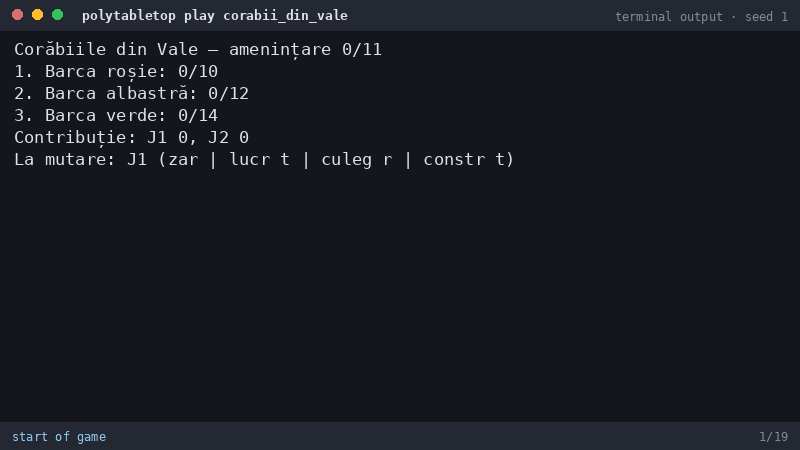 polytabletop play corabii_din_vale
terminal output · seed 1
Corăbiile din Vale — amenințare 0/11
1. Barca roșie: 0/10
2. Barca albastră: 0/12
3. Barca verde: 0/14
Contribuție: J1 0, J2 0
La mutare: J1 (zar | lucr t | culeg r | constr t)
start of game
1/19